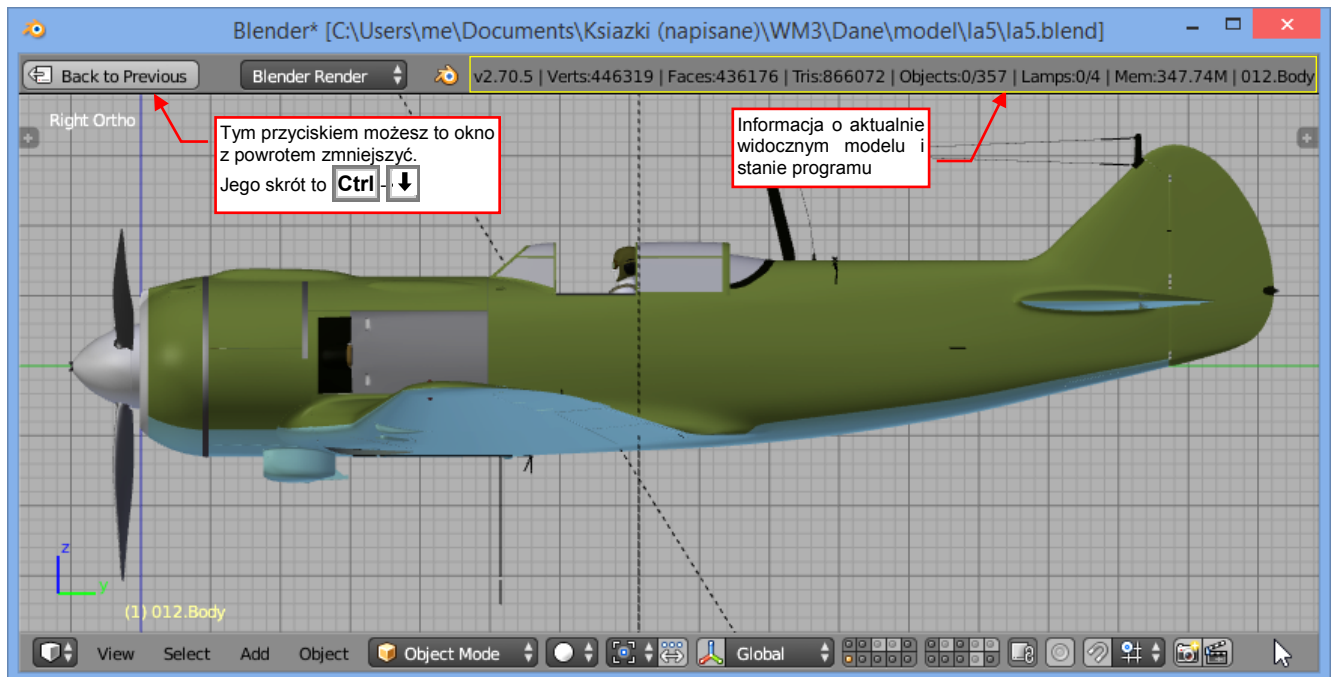 Blender* [C:\Users\me\Documents\Ksiazki (napisane)\WM3\Dane\model\la5\la5.blend]
Back to Previous Blender Render v2.70.5 | Verts:446319 | Faces:436176 | Tris:866072 | Objects:0/357 | Lamps:0/4 | Mem:347.74M | 012.Body
Right Ortho
Tym przyciskiem możesz to okno
z powrotem zmniejszyć.
Jego skrót to Ctrl - ↓
Informacja o aktualnie
widocznym modelu i
stanie programu
z
y
(1) 012.Body
View Select Add Object Object Mode Global